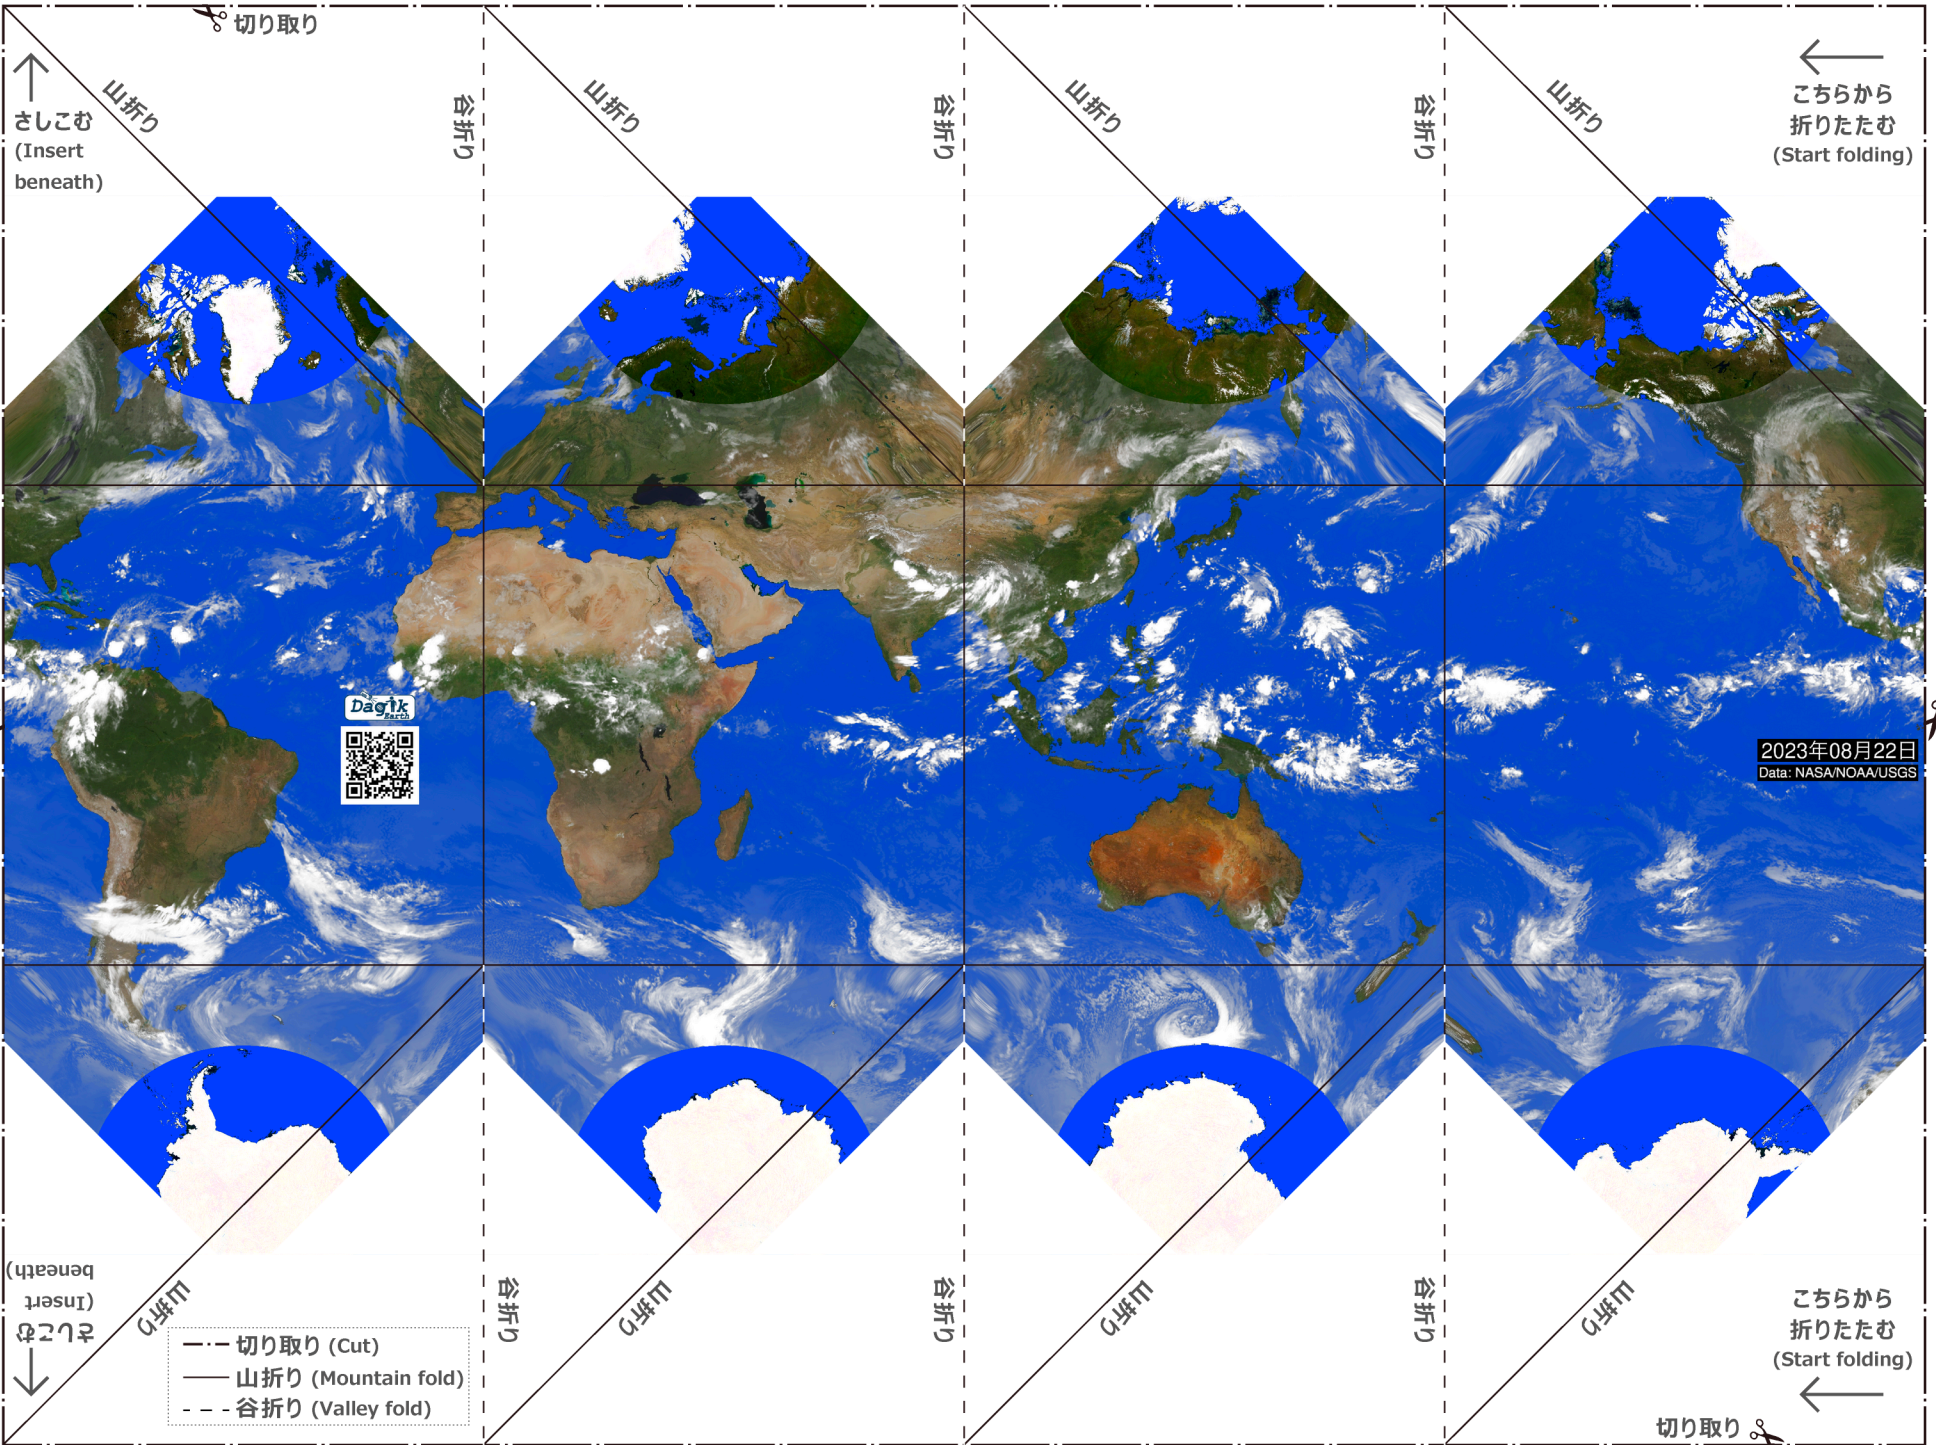 切り取り
さしこむ
(Insert
beneath)
山折り
谷折り
山折り
谷折り
山折り
谷折り
山折り
こちらから
折りたたむ
(Start folding)
Dagik
Earth
2023年08月22日
Data: NASA/NOAA/USGS
さしこむ
(Insert
beneath)
山折り
谷折り
山折り
谷折り
山折り
谷折り
山折り
こちらから
折りたたむ
(Start folding)
切り取り (Cut)
山折り (Mountain fold)
谷折り (Valley fold)
切り取り